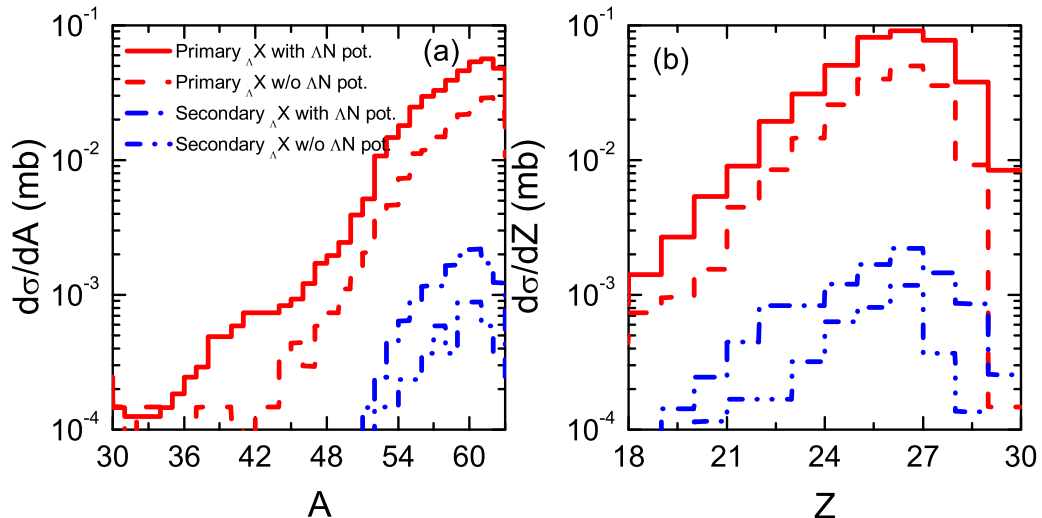 10⁻¹
10⁻²
10⁻³
10⁻⁴
dσ/dA (mb)
(a)
Primary ΛX with ΛN pot.
Primary ΛX w/o ΛN pot.
Secondary ΛX with ΛN pot.
Secondary ΛX w/o ΛN pot.
30 36 42 48 54 60
A
10⁻¹
10⁻²
10⁻³
10⁻⁴
dσ/dZ (mb)
(b)
18 21 24 27 30
Z